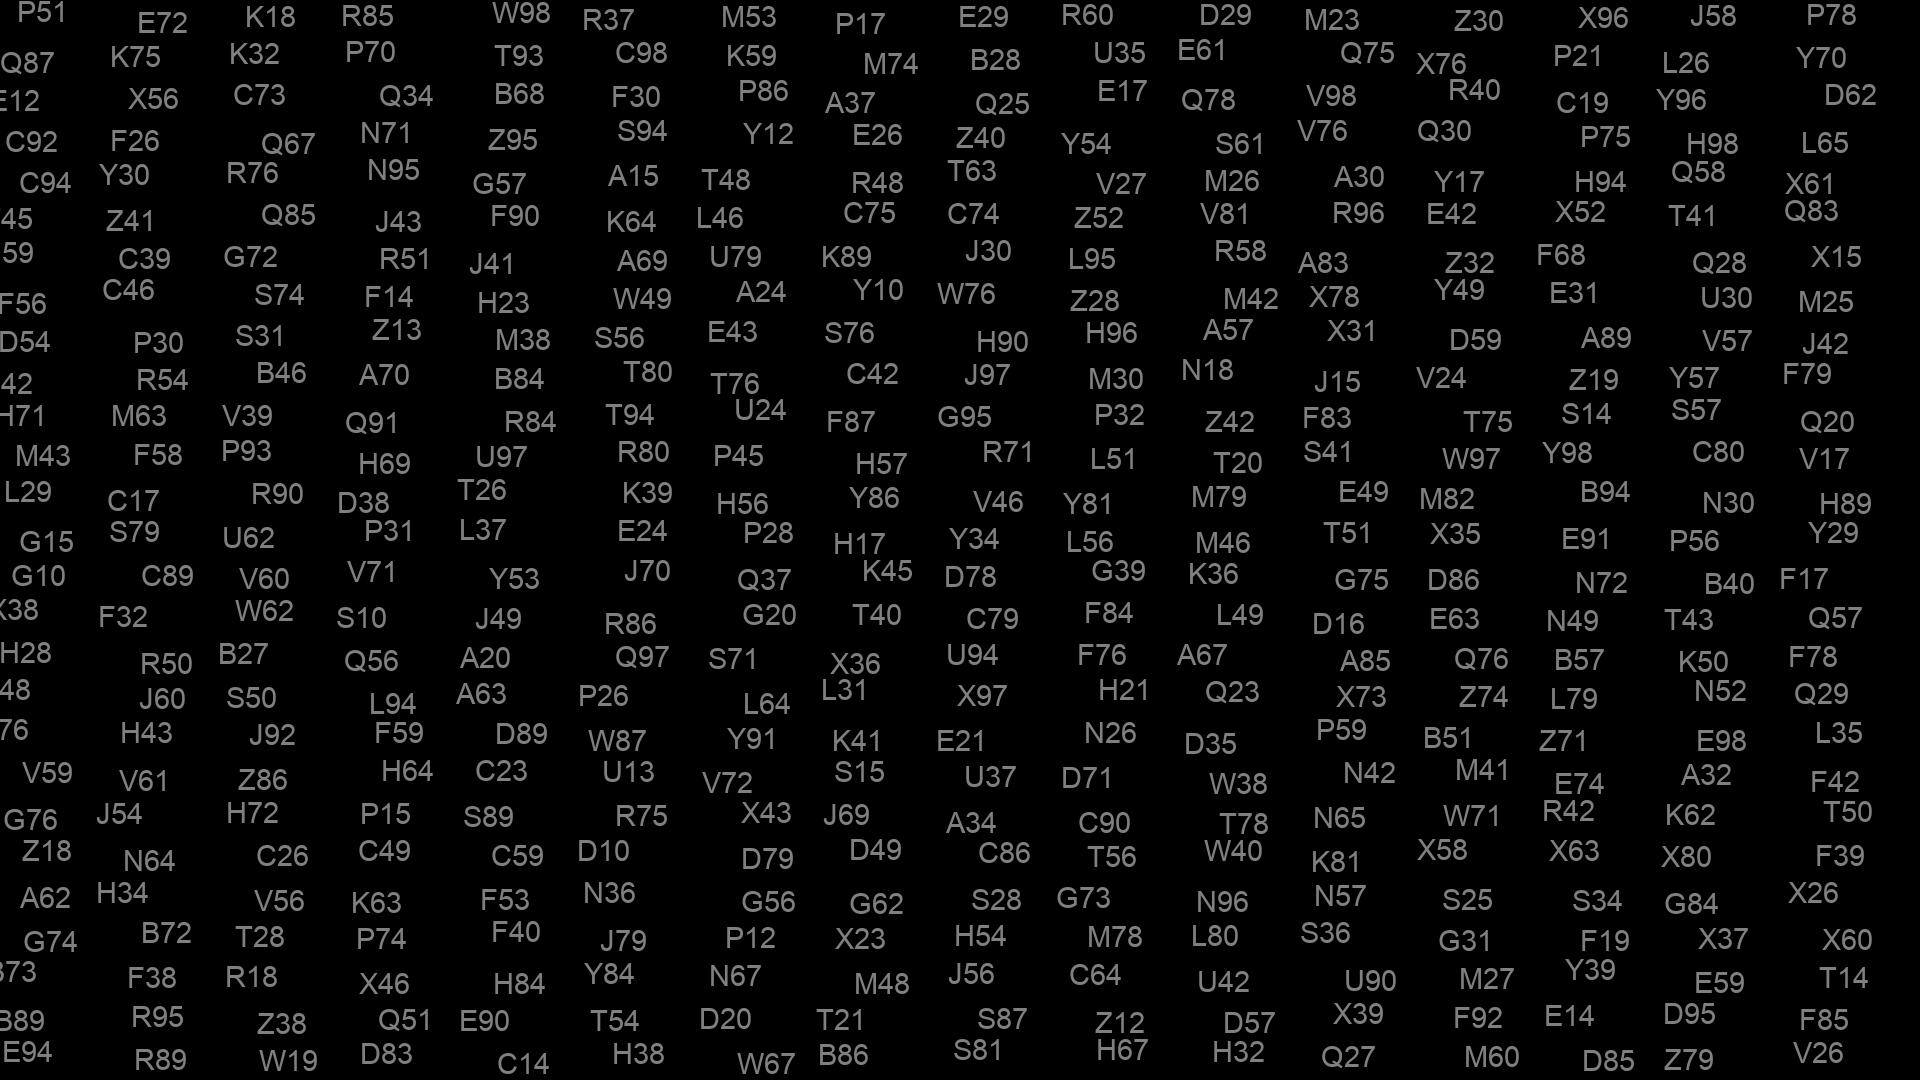 P51 E72 K18 R85 W98 R37 M53 P17 E29 R60 D29 M23 Z30 X96 J58 P78
Q87 K75 K32 P70 T93 C98 K59 M74 B28 U35 E61 Q75 X76 P21 L26 Y70
E12 X56 C73 Q34 B68 F30 P86 A37 Q25 E17 Q78 V98 R40 C19 Y96 D62
C92 F26 Q67 N71 Z95 S94 Y12 E26 Z40 Y54 S61 V76 Q30 P75 H98 L65
C94 Y30 R76 N95 G57 A15 T48 R48 T63 V27 M26 A30 Y17 H94 Q58 X61
45 Z41 Q85 J43 F90 K64 L46 C75 C74 Z52 V81 R96 E42 X52 T41 Q83
59 C39 G72 R51 J41 A69 U79 K89 J30 L95 R58 A83 Z32 F68 Q28 X15
F56 C46 S74 F14 H23 W49 A24 Y10 W76 Z28 M42 X78 Y49 E31 U30 M25
D54 P30 S31 Z13 M38 S56 E43 S76 H90 H96 A57 X31 D59 A89 V57 J42
42 R54 B46 A70 B84 T80 T76 C42 J97 M30 N18 J15 V24 Z19 Y57 F79
H71 M63 V39 Q91 R84 T94 U24 F87 G95 P32 Z42 F83 T75 S14 S57 Q20
M43 F58 P93 H69 U97 R80 P45 H57 R71 L51 T20 S41 W97 Y98 C80 V17
L29 C17 R90 D38 T26 K39 H56 Y86 V46 Y81 M79 E49 M82 B94 N30 H89
G15 S79 U62 P31 L37 E24 P28 H17 Y34 L56 M46 T51 X35 E91 P56 Y29
G10 C89 V60 V71 Y53 J70 Q37 K45 D78 G39 K36 G75 D86 N72 B40 F17
X38 F32 W62 S10 J49 R86 G20 T40 C79 F84 L49 D16 E63 N49 T43 Q57
H28 R50 B27 Q56 A20 Q97 S71 X36 U94 F76 A67 A85 Q76 B57 K50 F78
48 J60 S50 L94 A63 P26 L64 L31 X97 H21 Q23 X73 Z74 L79 N52 Q29
76 H43 J92 F59 D89 W87 Y91 K41 E21 N26 D35 P59 B51 Z71 E98 L35
V59 V61 Z86 H64 C23 U13 V72 S15 U37 D71 W38 N42 M41 E74 A32 F42
G76 J54 H72 P15 S89 R75 X43 J69 A34 C90 T78 N65 W71 R42 K62 T50
Z18 N64 C26 C49 C59 D10 D79 D49 C86 T56 W40 K81 X58 X63 X80 F39
A62 H34 V56 K63 F53 N36 G56 G62 S28 G73 N96 N57 S25 S34 G84 X26
G74 B72 T28 P74 F40 J79 P12 X23 H54 M78 L80 S36 G31 F19 X37 X60
B73 F38 R18 X46 H84 Y84 N67 M48 J56 C64 U42 U90 M27 Y39 E59 T14
B89 R95 Z38 Q51 E90 T54 D20 T21 S87 Z12 D57 X39 F92 E14 D95 F85
E94 R89 W19 D83 C14 H38 W67 B86 S81 H67 H32 Q27 M60 D85 Z79 V26